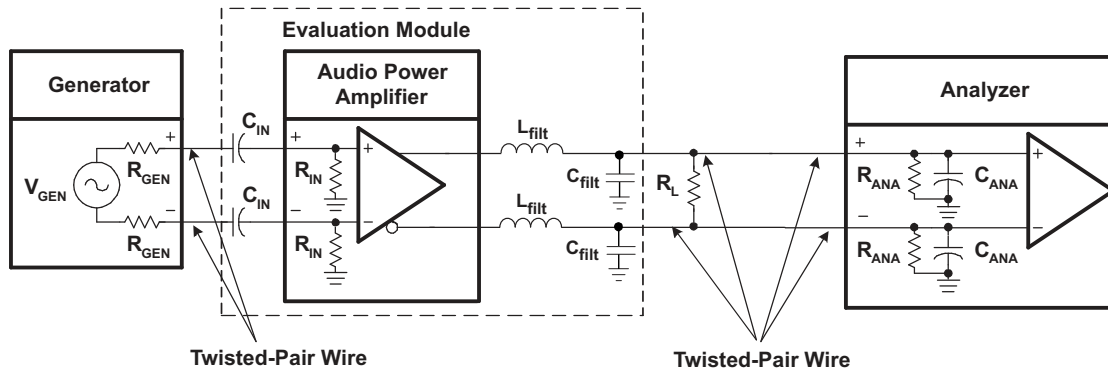 Evaluation Module
Generator
Audio Power
Amplifier
Analyzer
C_IN
L_filt
+
+
+
+
+
R_GEN
R_IN
C_filt
R_L
R_ANA
C_ANA
V_GEN
C_IN
L_filt
−
−
−
−
−
R_GEN
R_IN
C_filt
R_ANA
C_ANA
Twisted-Pair Wire
Twisted-Pair Wire